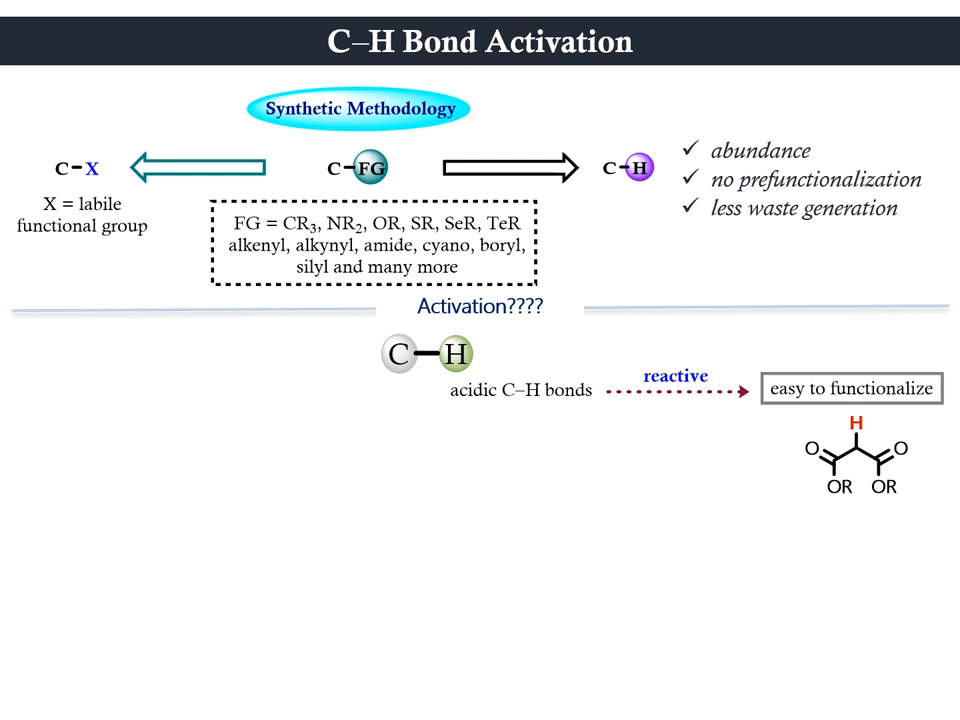 C–H Bond Activation
Synthetic Methodology
C–X
C–FG
C–H
✓ abundance
✓ no prefunctionalization
✓ less waste generation
X = labile
functional group
FG = CR₃, NR₂, OR, SR, SeR, TeR
alkenyl, alkynyl, amide, cyano, boryl,
silyl and many more
Activation????
C–H
acidic C–H bonds
reactive
easy to functionalize
H
O O
OR OR